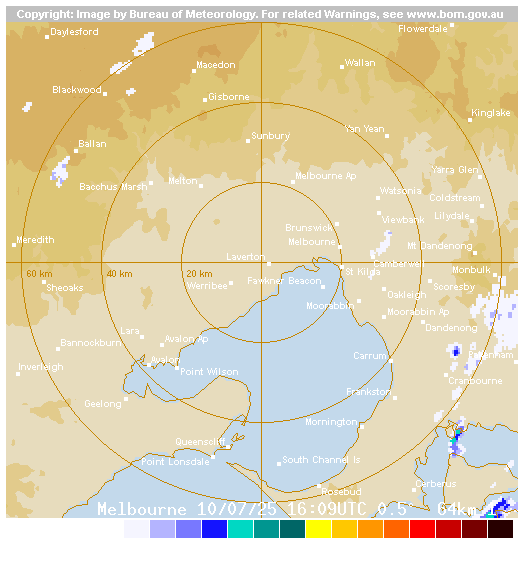 Copyright: Image by Bureau of Meteorology. For related Warnings, see www.bom.gov.au
Flowerdale
Daylesford
Macedon
Wallan
Blackwood
Gisborne
Kinglake
Yan Yean
Sunbury
Ballan
Yarra Glen
Melbourne Ap
Melton
Bacchus Marsh
Watsonia
Coldstream
Viewbank
Lilydale
Brunswick
Meredith
Melbourne
Mt Dandenong
Laverton
Camberwell
60 km
40 km
20 km
St Kilda
Monbulk
Sheoaks
Werribee
Fawkner Beacon
Scoresby
Oakleigh
Moorabbin
Moorabbin Ap
Dandenong
Lara
Avalon Ap
Bannockburn
Avalon
Carrum
Pakenham
Inverleigh
Point Wilson
Cranbourne
Frankston
Geelong
Mornington
Queenscliff
Point Lonsdale
South Channel Is
Cerberus
Rosebud
Melbourne 10/07/25 16:09UTC 0.5° 64km